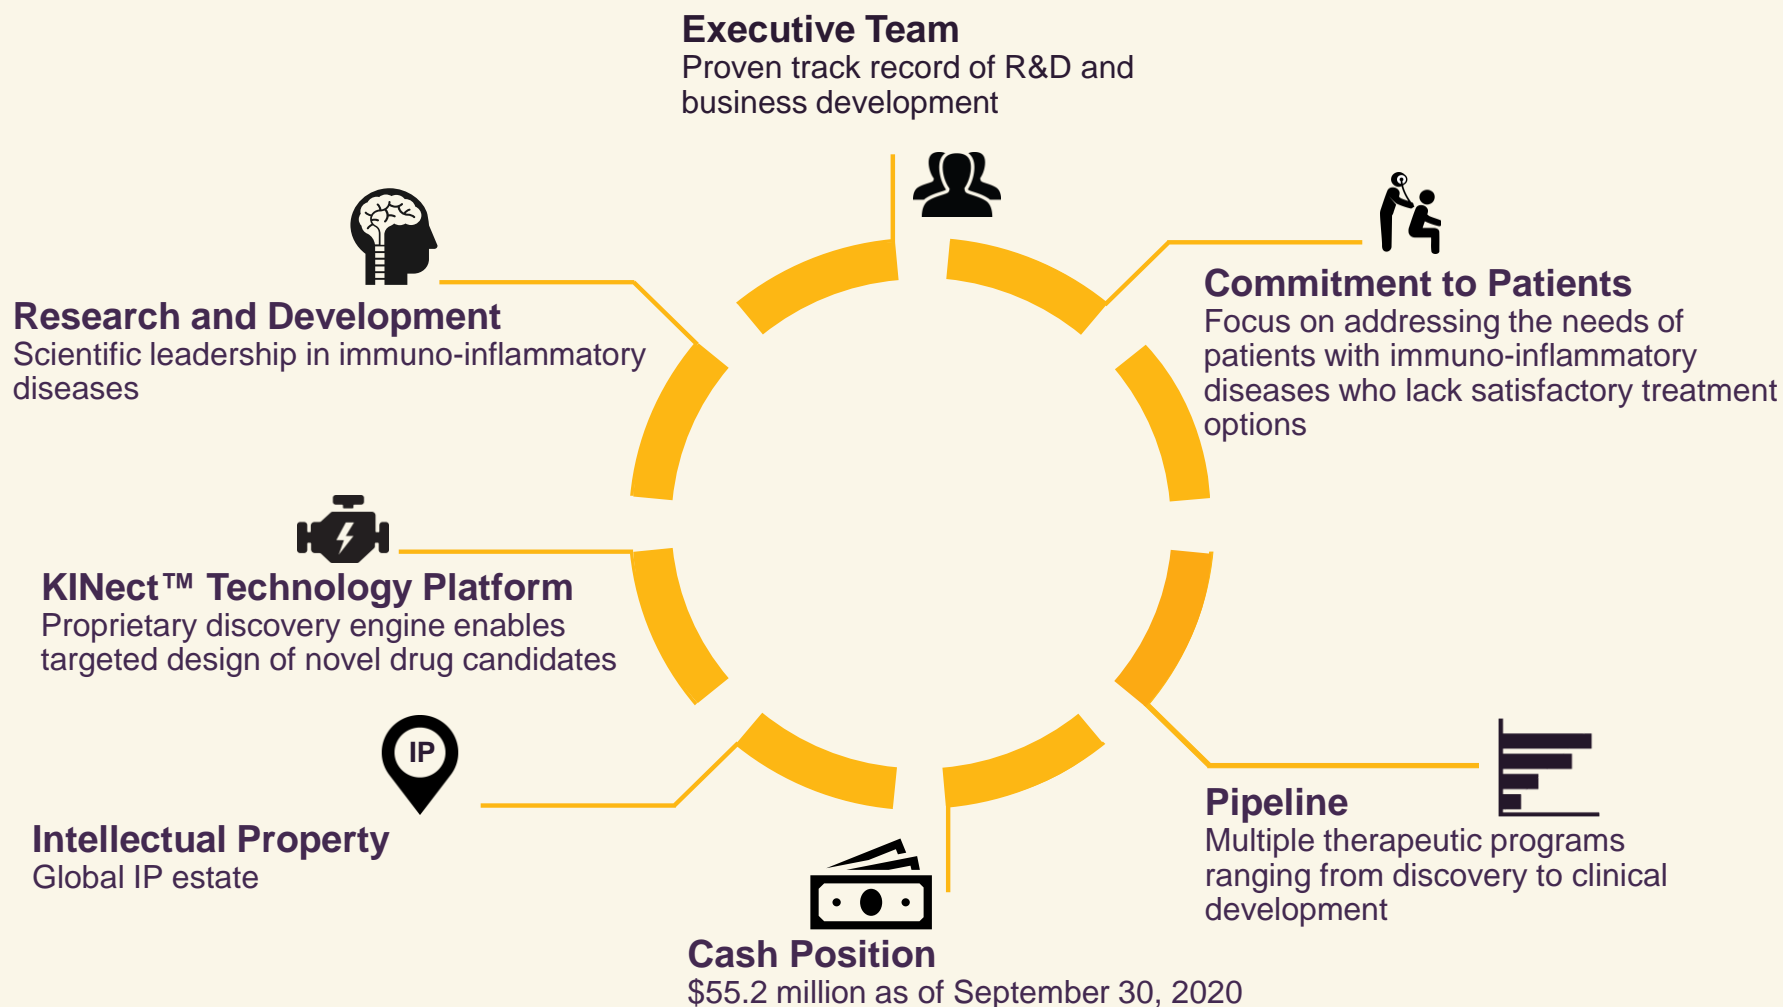 Executive Team
Proven track record of R&D and
business development
Commitment to Patients
Focus on addressing the needs of
patients with immuno-inflammatory
diseases who lack satisfactory treatment
options
Research and Development
Scientific leadership in immuno-inflammatory
diseases
KINect™ Technology Platform
Proprietary discovery engine enables
targeted design of novel drug candidates
IP
Intellectual Property
Global IP estate
Pipeline
Multiple therapeutic programs
ranging from discovery to clinical
development
Cash Position
$55.2 million as of September 30, 2020